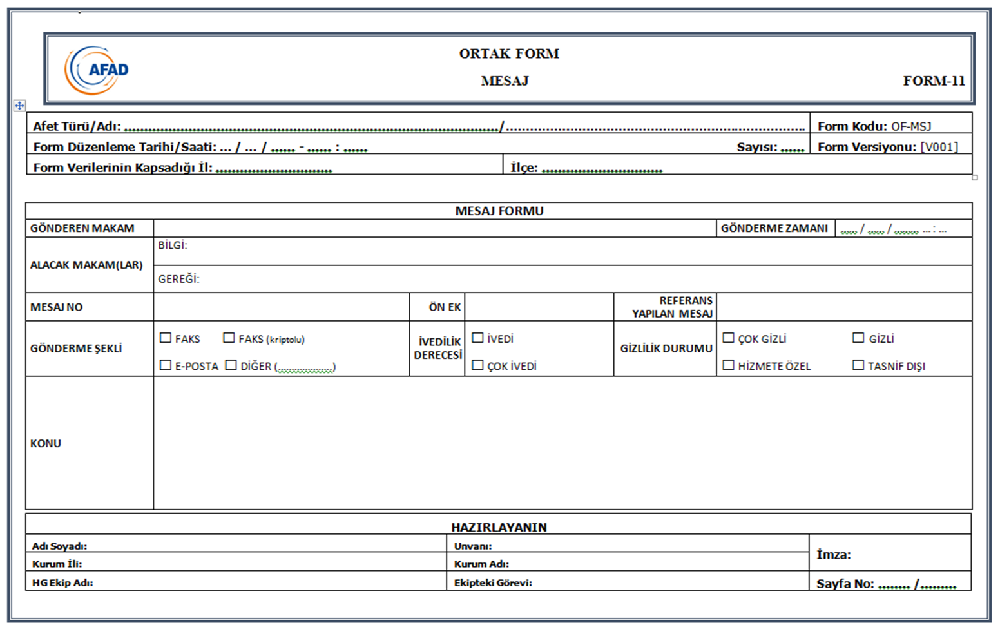 AFAD
ORTAK FORM
MESAJ
FORM-11
Afet Türü/Adı: ............................................................................................/........................................................................... Form Kodu: OF-MSJ
Form Düzenleme Tarihi/Saati: ... / ... / ...... - ...... : ...... Sayısı: ...... Form Versiyonu: [V001]
Form Verilerinin Kapsadığı İl: ............................. İlçe: ..............................
MESAJ FORMU
GÖNDEREN MAKAM GÖNDERME ZAMANI ..... / ..... / ....... ... : ...
ALACAK MAKAM(LAR)
BİLGİ:
GEREĞİ:
MESAJ NO ÖN EK REFERANS
YAPILAN MESAJ
GÖNDERME ŞEKLİ
☐ FAKS ☐ FAKS (kriptolu)
☐ E-POSTA ☐ DİĞER (....................)
İVEDİLİK
DERECESİ
☐ İVEDİ
☐ ÇOK İVEDİ
GİZLİLİK DURUMU
☐ ÇOK GİZLİ ☐ GİZLİ
☐ HİZMETE ÖZEL ☐ TASNİF DIŞI
KONU
HAZIRLAYANIN
Adı Soyadı: Unvanı: İmza:
Kurum İli: Kurum Adı:
HG Ekip Adı: Ekipteki Görevi: Sayfa No: ........ /.........